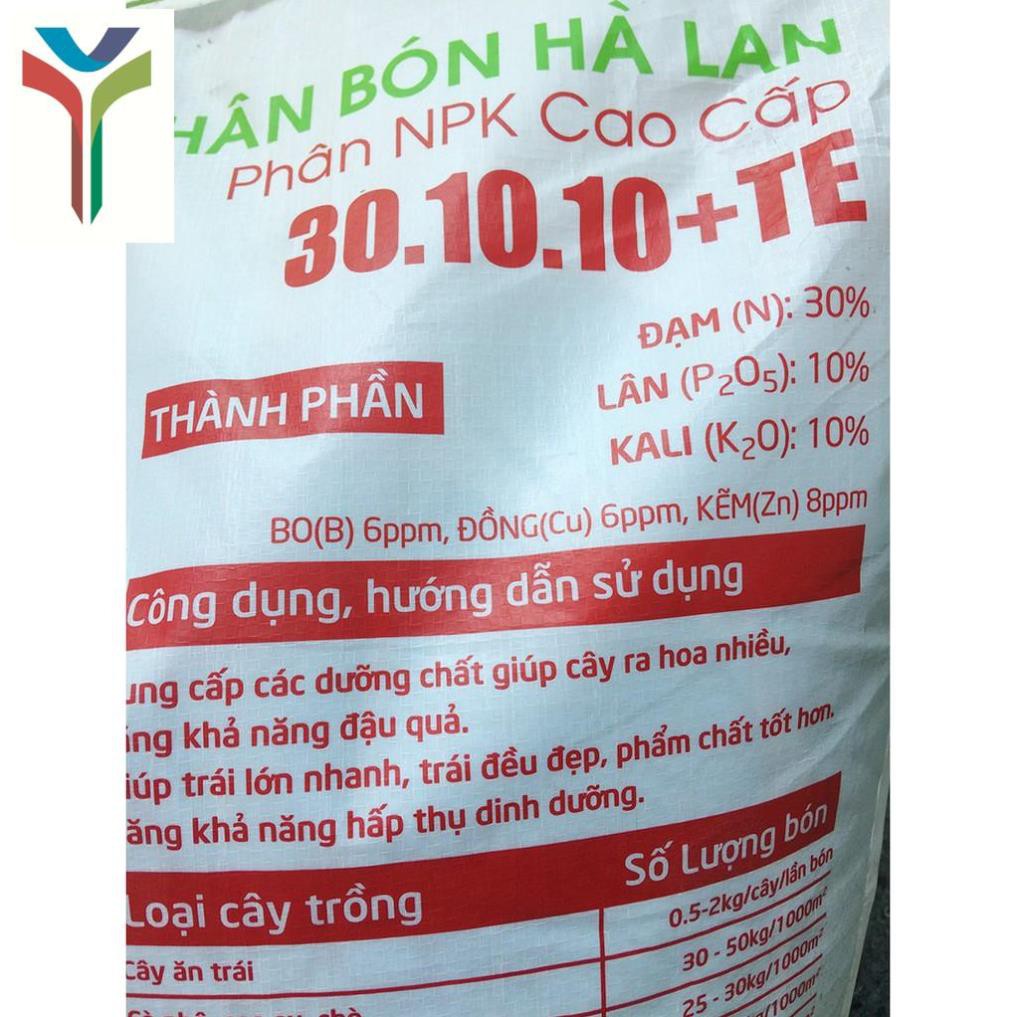 HÂN BÓN HÀ LAN
Phân NPK Cao Cấp
30.10.10+TE
ĐẠM (N): 30%
LÂN (P₂O₅): 10%
KALI (K₂O): 10%
THÀNH PHẦN
BO(B) 6ppm, ĐỒNG(Cu) 6ppm, KẼM(Zn) 8ppm
Công dụng, hướng dẫn sử dụng
ung cấp các dưỡng chất giúp cây ra hoa nhiều,
ăng khả năng đậu quả.
iúp trái lớn nhanh, trái đều đẹp, phẩm chất tốt hơn.
ăng khả năng hấp thụ dinh dưỡng.
Loại cây trồng Số Lượng bón
Cây ăn trái 0.5-2kg/cây/lần bón
30 - 50kg/1000m²
25 - 30kg/1000m²
/1000m²